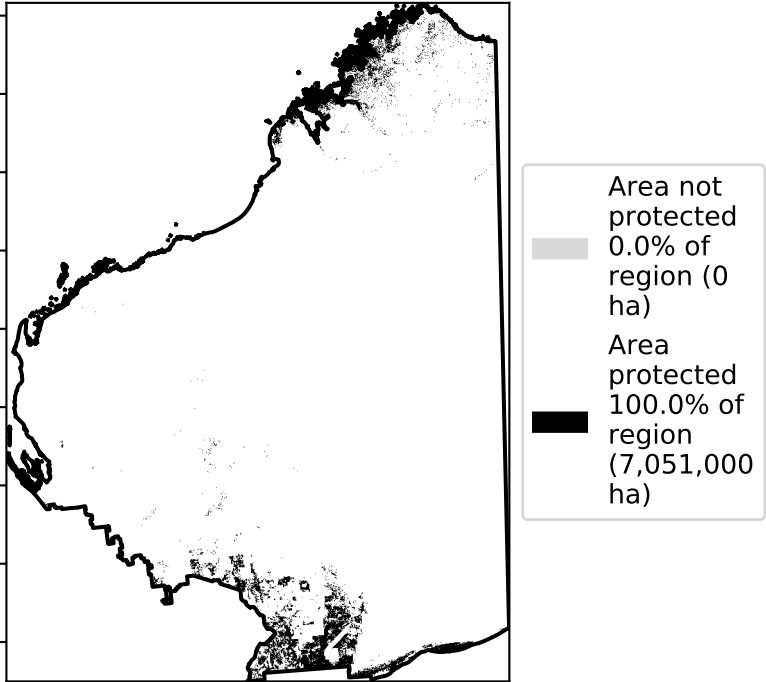 Area not
protected
0.0% of
region (0
ha)
Area
protected
100.0% of
region
(7,051,000
ha)